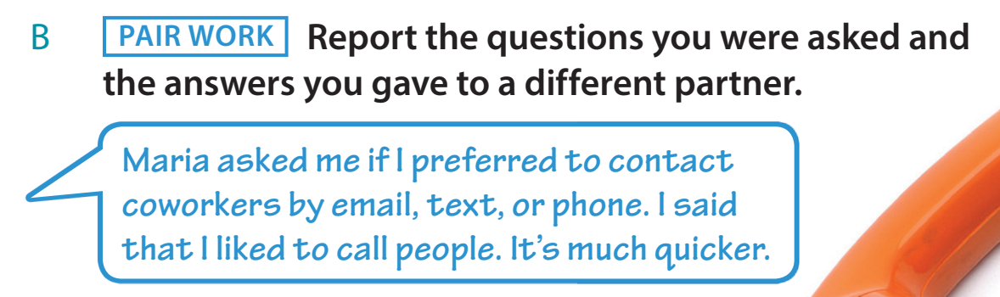 B PAIR WORK Report the questions you were asked and
the answers you gave to a different partner.
Maria asked me if I preferred to contact
coworkers by email, text, or phone. I said
that I liked to call people. It's much quicker.